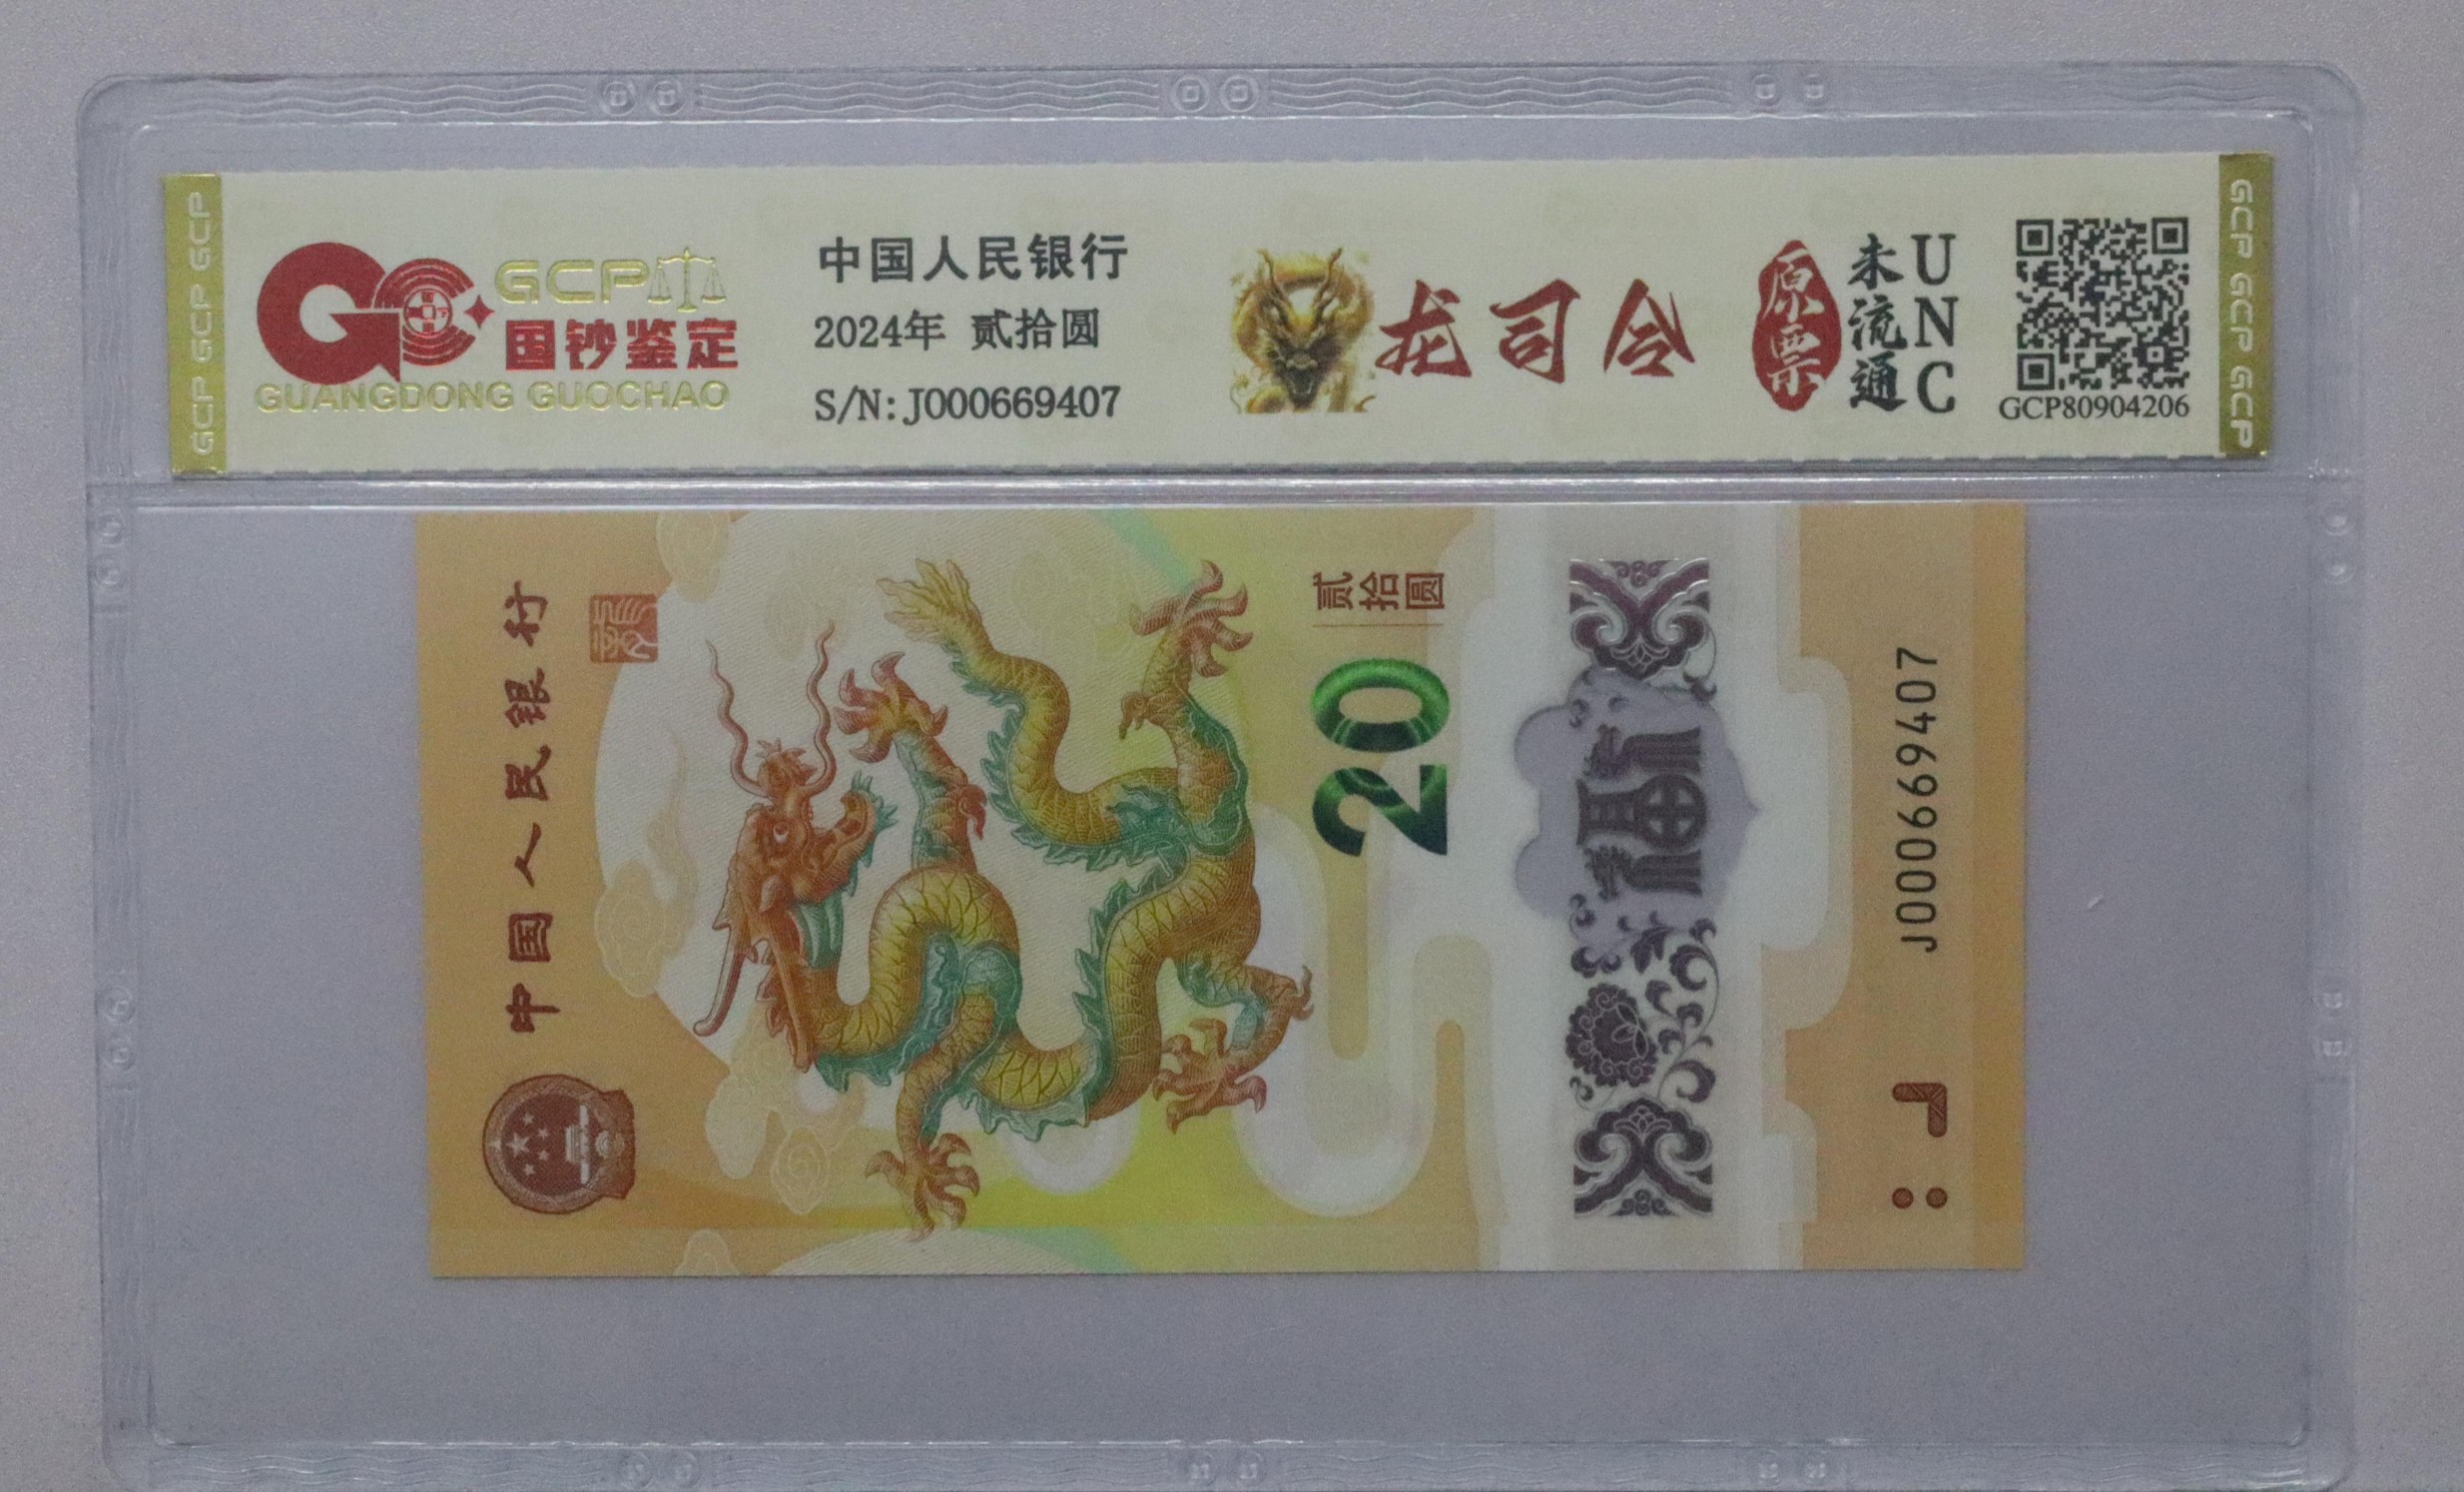 GCP GCP GCP
GCP
国钞鉴定
GUANGDONG GUOCHAO
中国人民银行
2024年 贰拾圆
S/N: J000669407
龙司令
原票
未流通
UNC
GCP80904206
GCP GCP GCP
中国人民银行
贰拾圆
20
福
J000669407